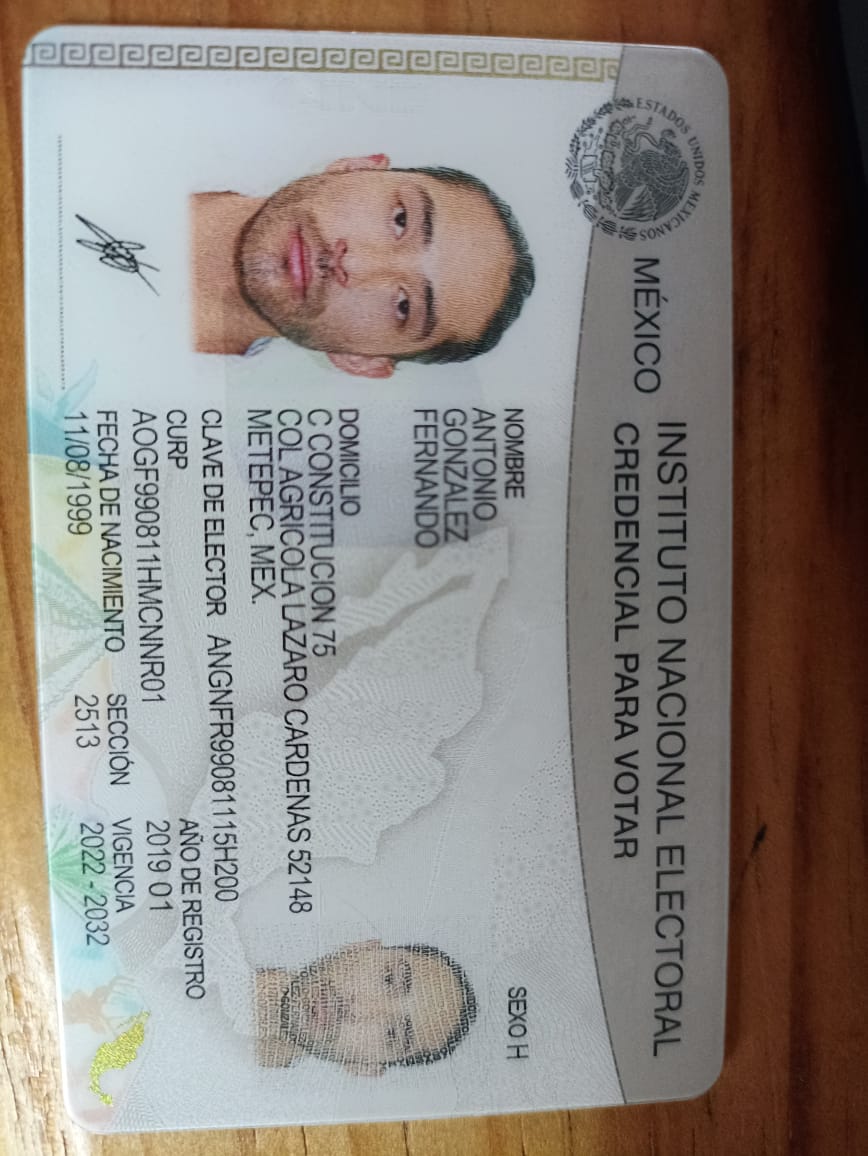 ESTADOS UNIDOS MEXICANOS
MÉXICO
INSTITUTO NACIONAL ELECTORAL
CREDENCIAL PARA VOTAR
NOMBRE
ANTONIO
GONZALEZ
FERNANDO
SEXO H
DOMICILIO
C CONSTITUCION 75
COL AGRICOLA LAZARO CARDENAS 52148
METEPEC, MEX.
CLAVE DE ELECTOR ANGNFR99081115H200
CURP
AOGF990811HMCNNR01
AÑO DE REGISTRO
2019 01
FECHA DE NACIMIENTO
11/08/1999
SECCIÓN
2513
VIGENCIA
2022 - 2032